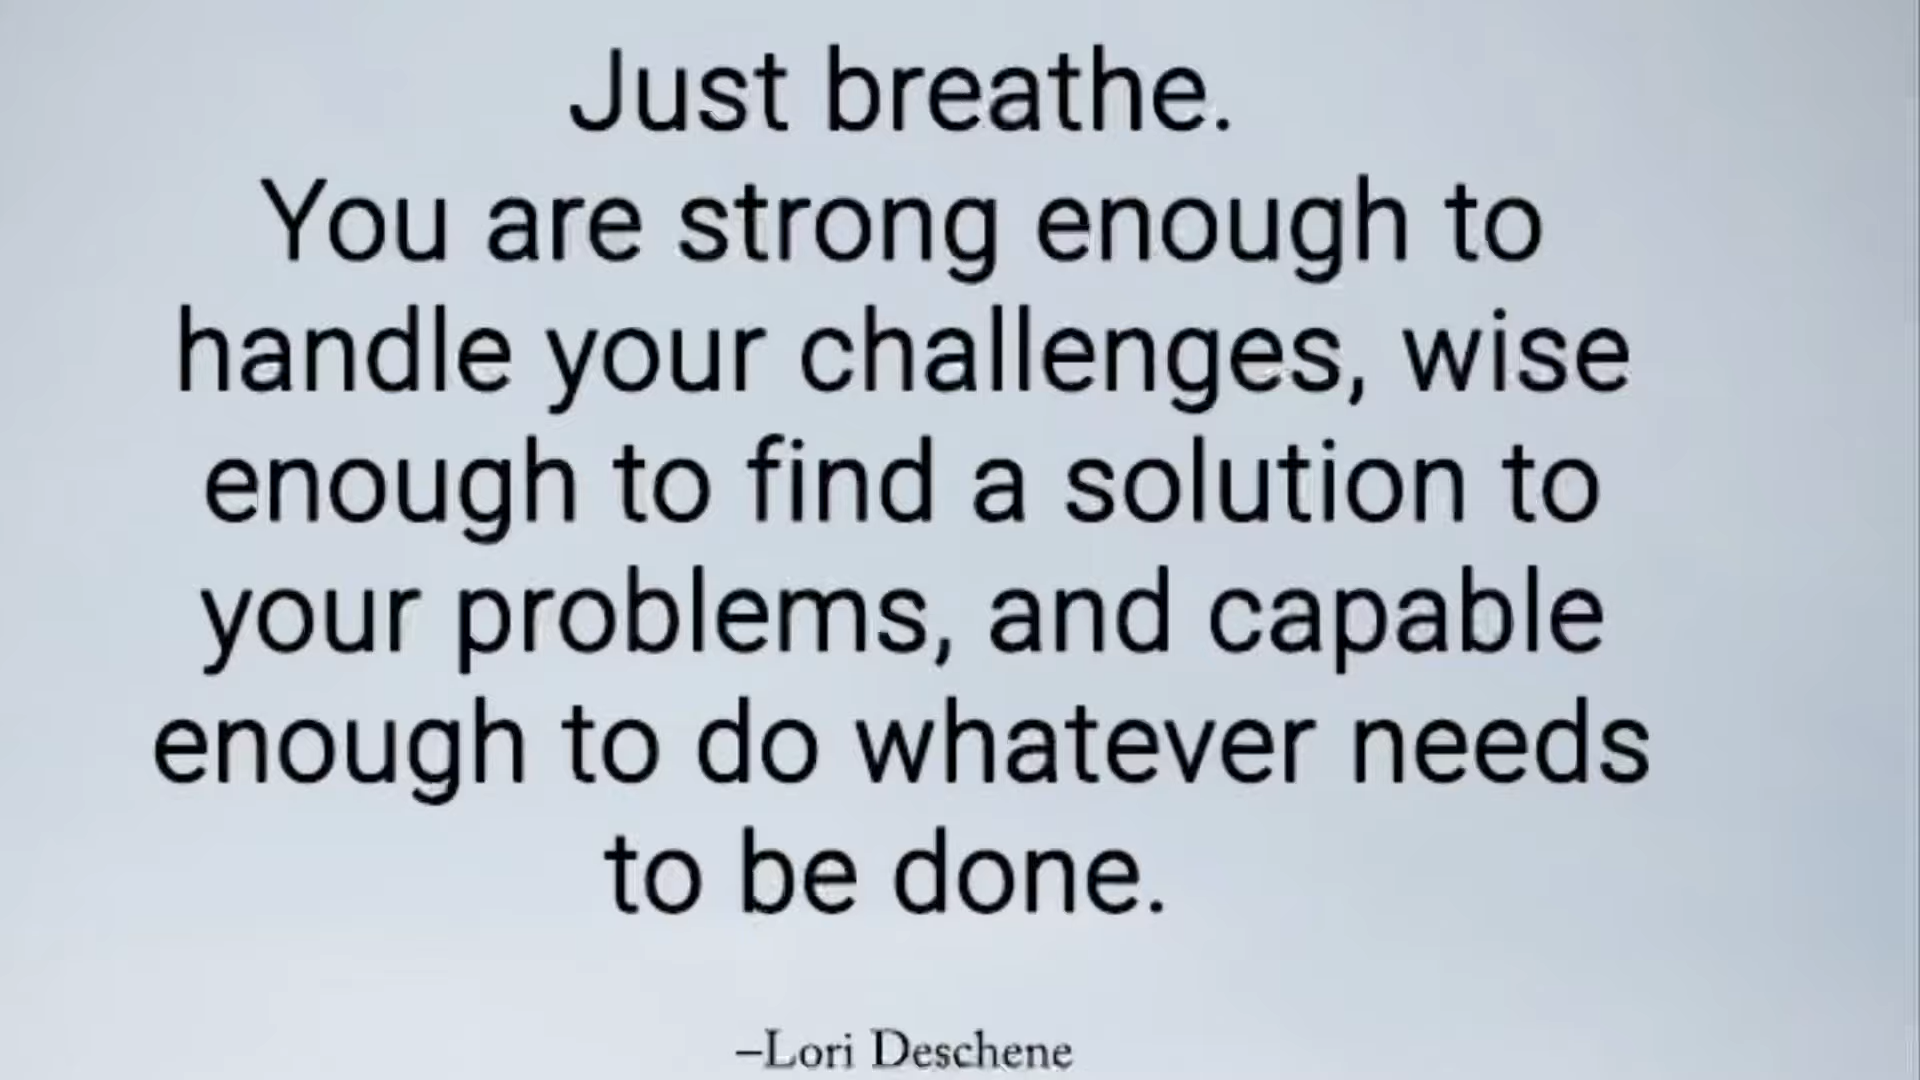 Just breathe.
You are strong enough to
handle your challenges, wise
enough to find a solution to
your problems, and capable
enough to do whatever needs
to be done.
–Lori Deschene